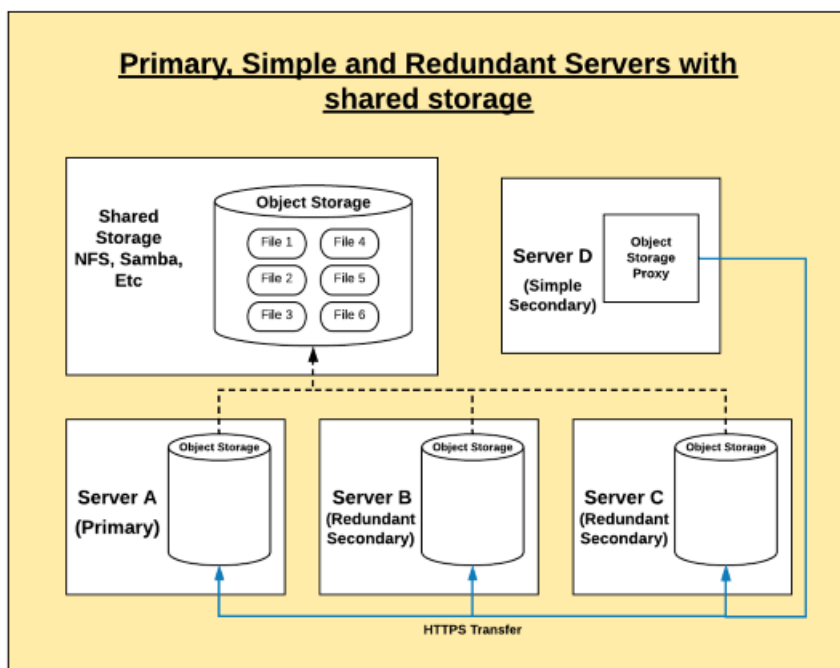 Primary, Simple and Redundant Servers with
shared storage
Shared
Storage
NFS, Samba,
Etc
Object Storage
File 1
File 4
File 2
File 5
File 3
File 6
Server D
(Simple
Secondary)
Object
Storage
Proxy
Server A
(Primary)
Object Storage
Server B
(Redundant
Secondary)
Object Storage
Server C
(Redundant
Secondary)
Object Storage
HTTPS Transfer